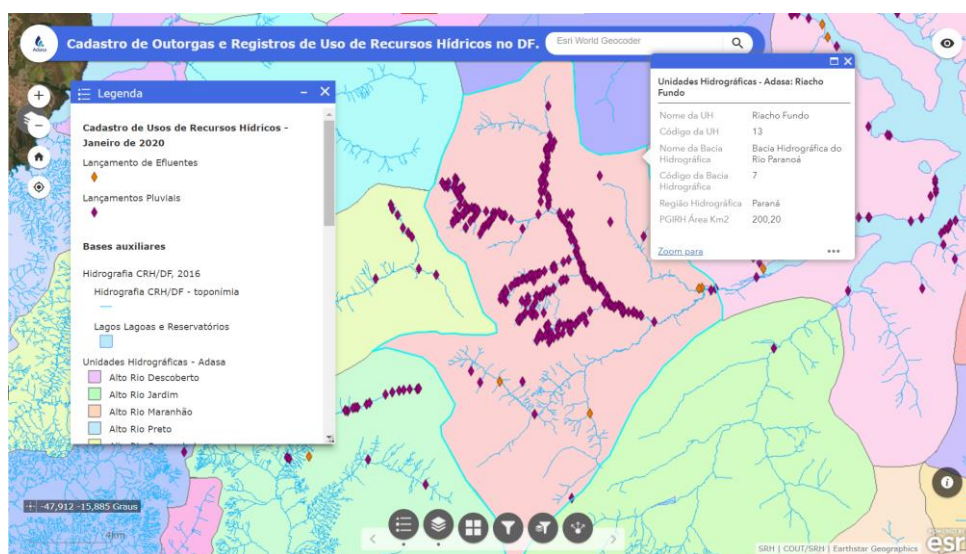 Adasa
Cadastro de Outorgas e Registros de Uso de Recursos Hídricos no DF.
Esri World Geocoder
Legenda
Cadastro de Usos de Recursos Hídricos -
Janeiro de 2020
Lançamento de Efluentes
Lançamentos Pluviais
Bases auxiliares
Hidrografia CRH/DF, 2016
Hidrografia CRH/DF - toponímia
Lagos Lagoas e Reservatórios
Unidades Hidrográficas - Adasa
Alto Rio Descoberto
Alto Rio Jardim
Alto Rio Maranhão
Alto Rio Preto
Unidades Hidrográficas - Adasa: Riacho
Fundo
Nome da UH Riacho Fundo
Código da UH 13
Nome da Bacia Hidrográfica Bacia Hidrográfica do Rio Paranoá
Código da Bacia Hidrográfica 7
Região Hidrográfica Paraná
PGIRH Área Km2 200,20
Zoom para
-47,912 -15,885 Graus
4km
SRH | COUT/SRH | Earthstar Geographics
esri